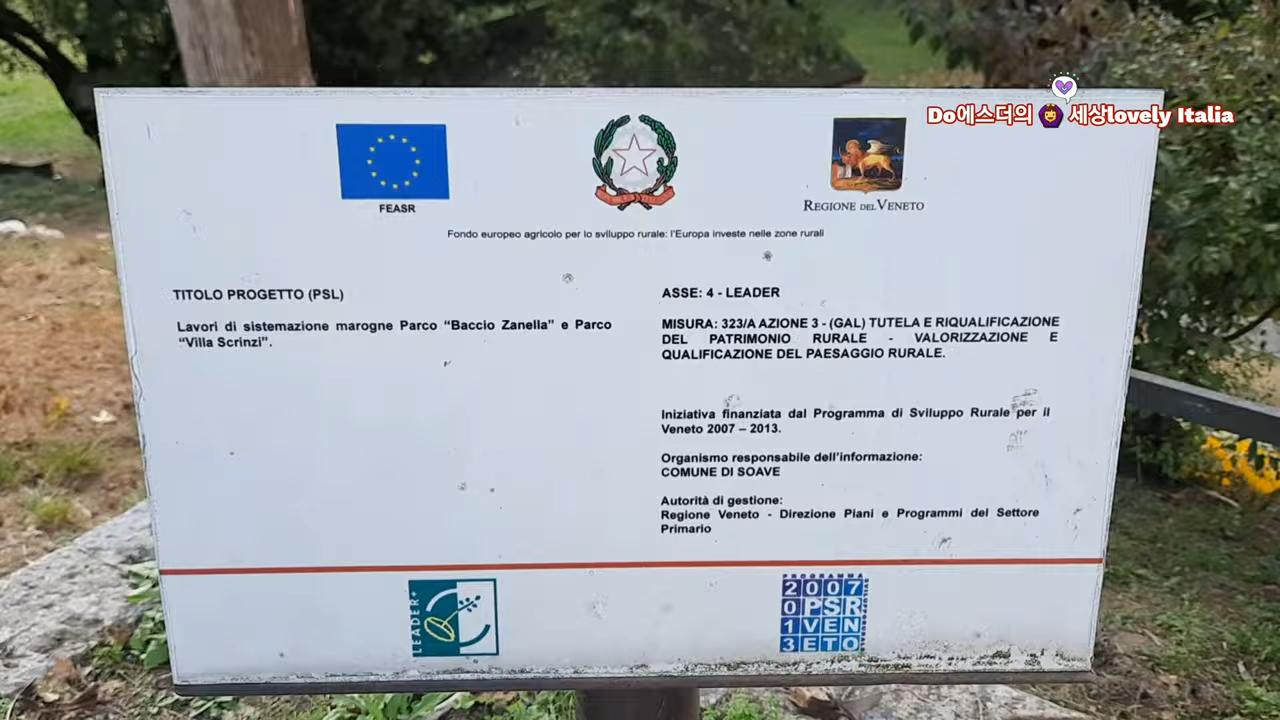 Do에스더의 세상lovely Italia
FEASR
REGIONE DEL VENETO
Fondo europeo agricolo per lo sviluppo rurale: l'Europa investe nelle zone rurali
TITOLO PROGETTO (PSL)
Lavori di sistemazione marogne Parco “Baccio Zanella” e Parco
“Villa Scrinzi”.
ASSE: 4 - LEADER
MISURA: 323/A AZIONE 3 - (GAL) TUTELA E RIQUALIFICAZIONE
DEL PATRIMONIO RURALE - VALORIZZAZIONE E
QUALIFICAZIONE DEL PAESAGGIO RURALE.
Iniziativa finanziata dal Programma di Sviluppo Rurale per il
Veneto 2007 – 2013.
Organismo responsabile dell'informazione:
COMUNE DI SOAVE
Autorità di gestione:
Regione Veneto - Direzione Piani e Programmi del Settore
Primario
LEADER+
PROGRAMMA
2007
0PSR
1VEN
3ETO